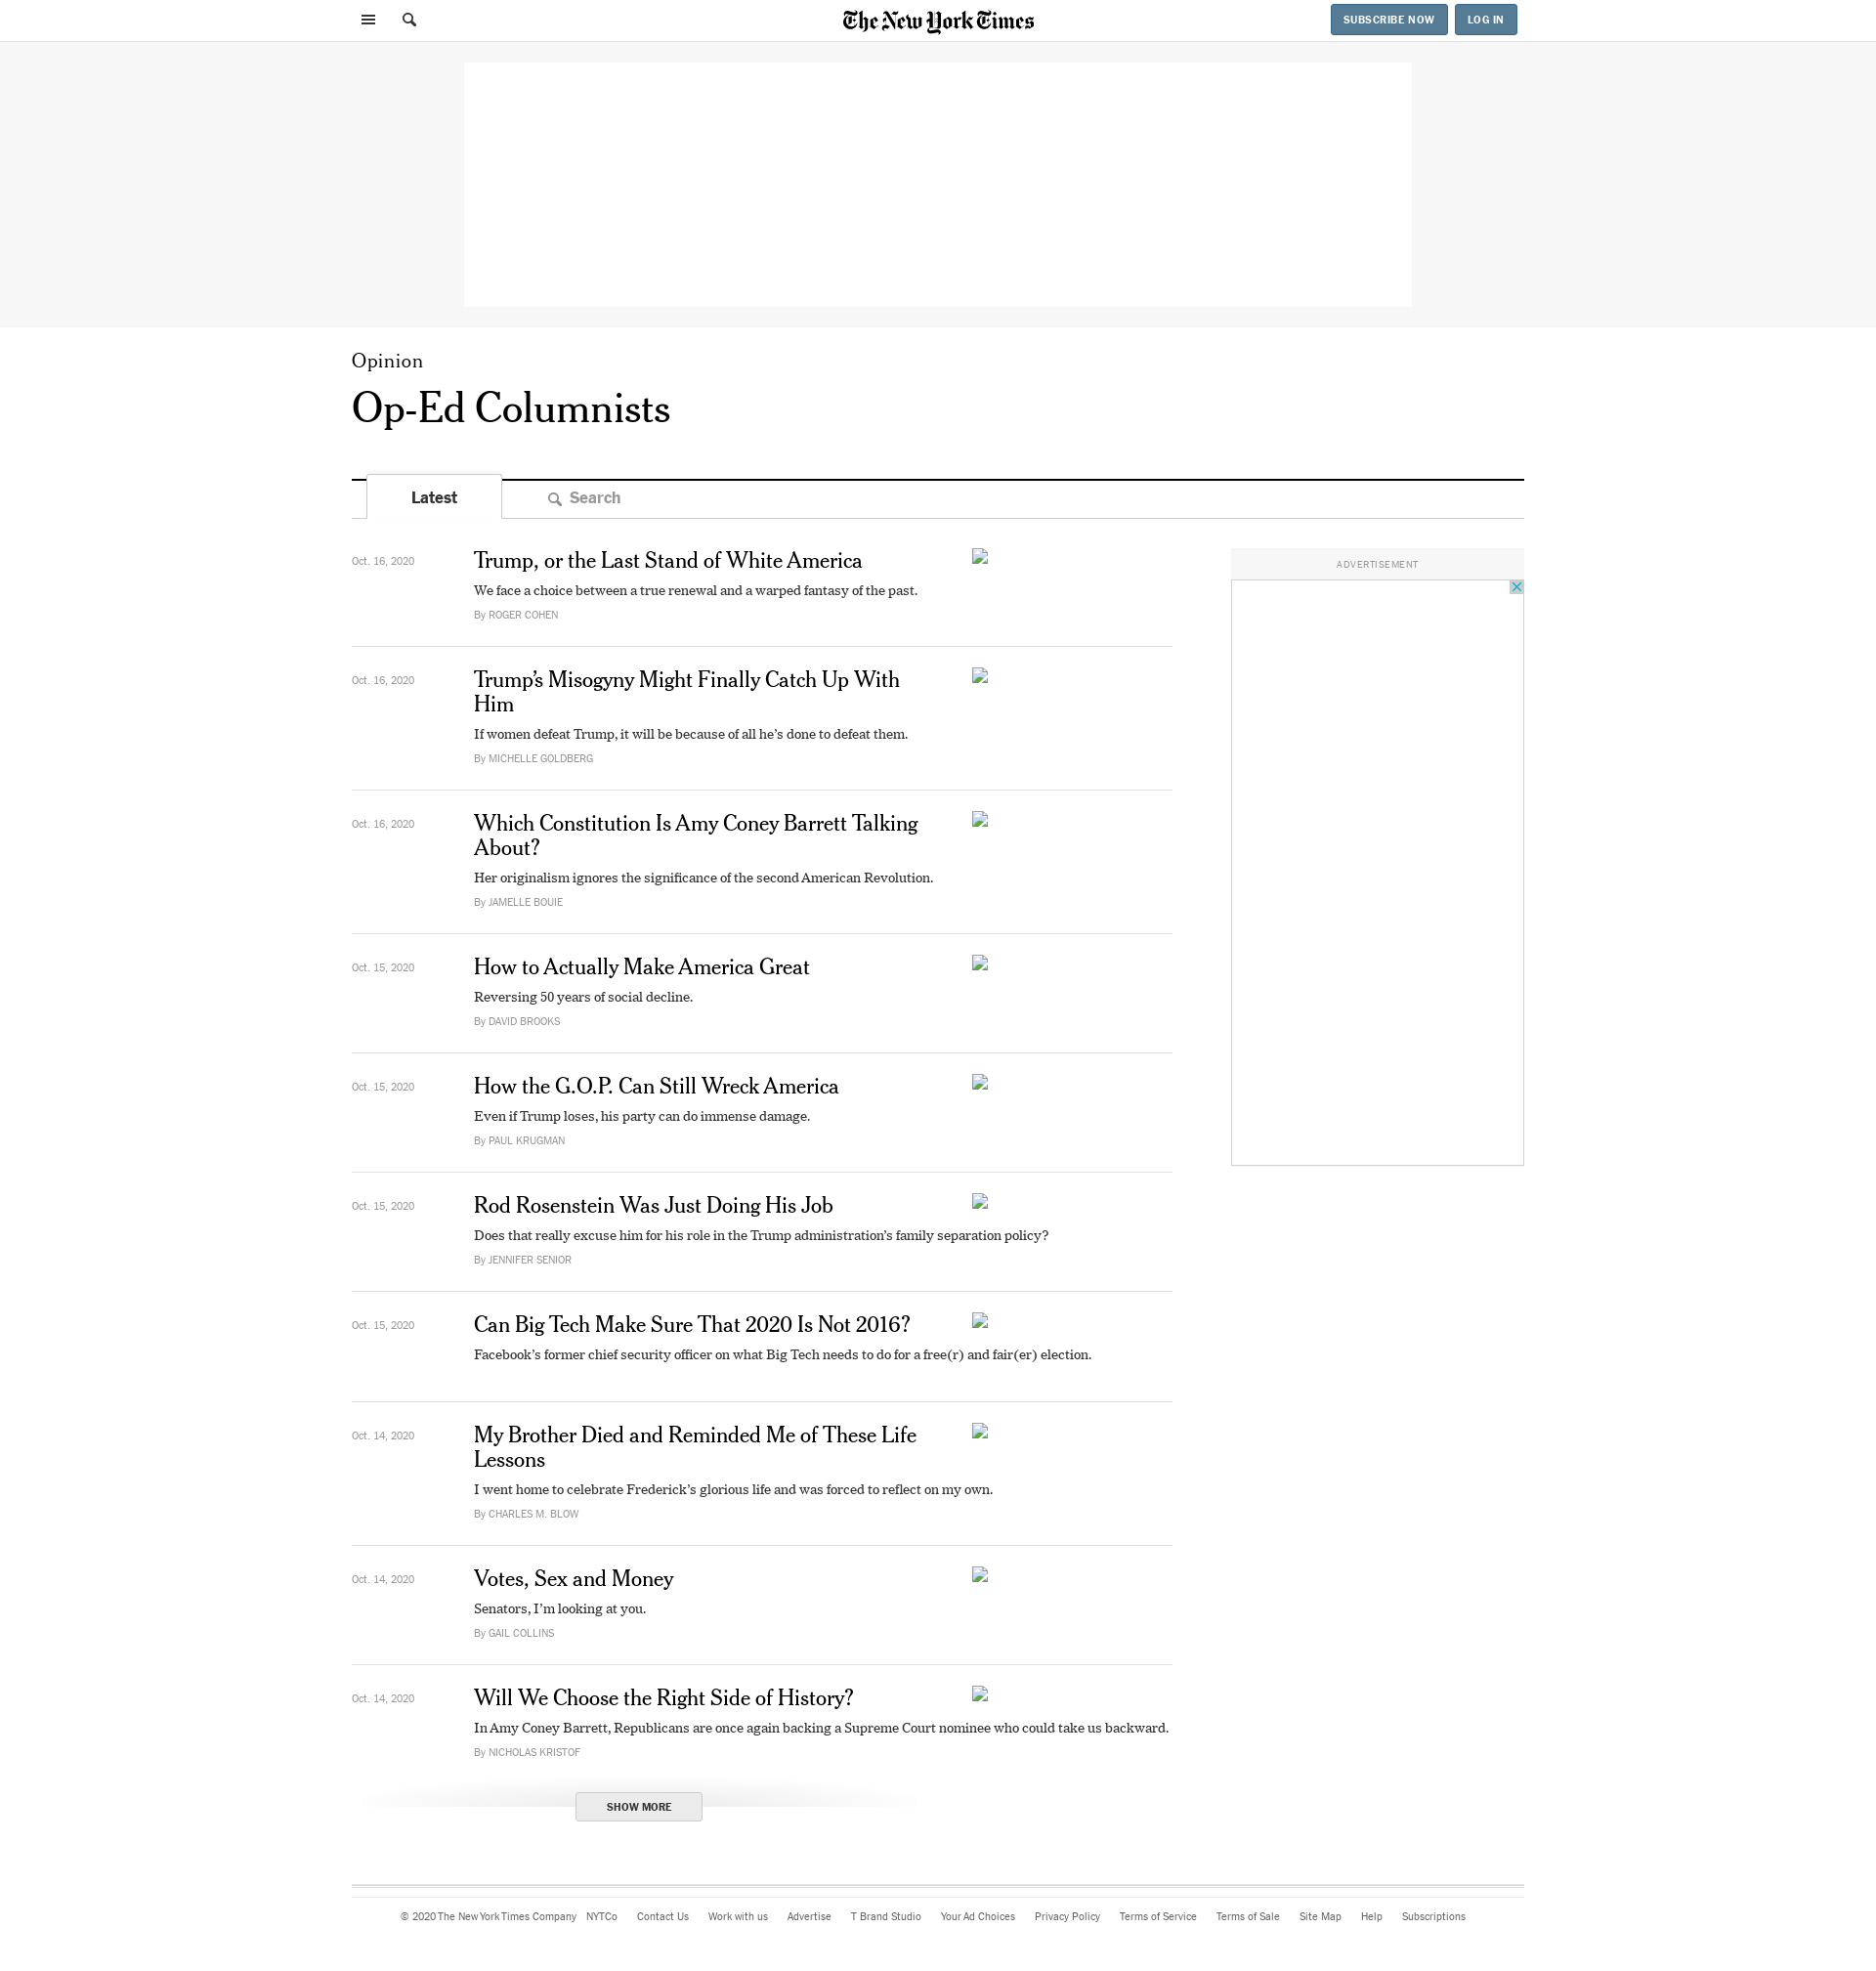 The New York Times
SUBSCRIBE NOW
LOG IN
Opinion
Op-Ed Columnists
Latest
Search
Oct. 16, 2020
Trump, or the Last Stand of White America
We face a choice between a true renewal and a warped fantasy of the past.
By ROGER COHEN
ADVERTISEMENT
Oct. 16, 2020
Trump’s Misogyny Might Finally Catch Up With
Him
If women defeat Trump, it will be because of all he’s done to defeat them.
By MICHELLE GOLDBERG
Oct. 16, 2020
Which Constitution Is Amy Coney Barrett Talking
About?
Her originalism ignores the significance of the second American Revolution.
By JAMELLE BOUIE
Oct. 15, 2020
How to Actually Make America Great
Reversing 50 years of social decline.
By DAVID BROOKS
Oct. 15, 2020
How the G.O.P. Can Still Wreck America
Even if Trump loses, his party can do immense damage.
By PAUL KRUGMAN
Oct. 15, 2020
Rod Rosenstein Was Just Doing His Job
Does that really excuse him for his role in the Trump administration’s family separation policy?
By JENNIFER SENIOR
Oct. 15, 2020
Can Big Tech Make Sure That 2020 Is Not 2016?
Facebook’s former chief security officer on what Big Tech needs to do for a free(r) and fair(er) election.
Oct. 14, 2020
My Brother Died and Reminded Me of These Life
Lessons
I went home to celebrate Frederick’s glorious life and was forced to reflect on my own.
By CHARLES M. BLOW
Oct. 14, 2020
Votes, Sex and Money
Senators, I’m looking at you.
By GAIL COLLINS
Oct. 14, 2020
Will We Choose the Right Side of History?
In Amy Coney Barrett, Republicans are once again backing a Supreme Court nominee who could take us backward.
By NICHOLAS KRISTOF
SHOW MORE
© 2020 The New York Times Company NYTCo Contact Us Work with us Advertise T Brand Studio Your Ad Choices Privacy Policy Terms of Service Terms of Sale Site Map Help Subscriptions